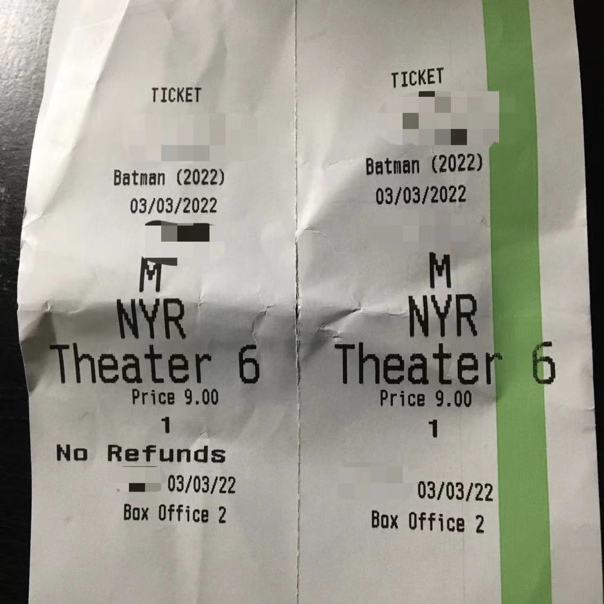 TICKET
Batman (2022)
03/03/2022
M
NYR
Theater 6
Price 9.00
1
No Refunds
03/03/22
Box Office 2
TICKET
Batman (2022)
03/03/2022
M
NYR
Theater 6
Price 9.00
1
03/03/22
Box Office 2